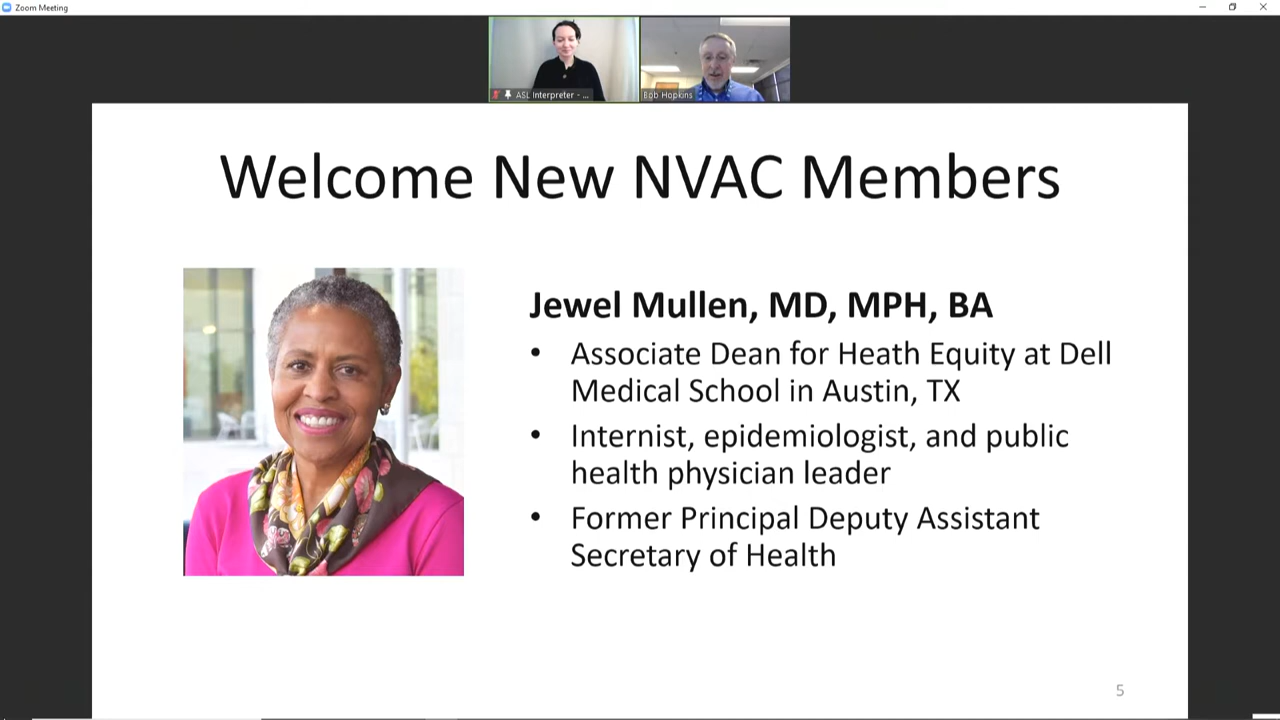 Zoom Meeting
ASL Interpreter - ...
Bob Hopkins
Welcome New NVAC Members
Jewel Mullen, MD, MPH, BA
• Associate Dean for Heath Equity at Dell
Medical School in Austin, TX
• Internist, epidemiologist, and public
health physician leader
• Former Principal Deputy Assistant
Secretary of Health
5